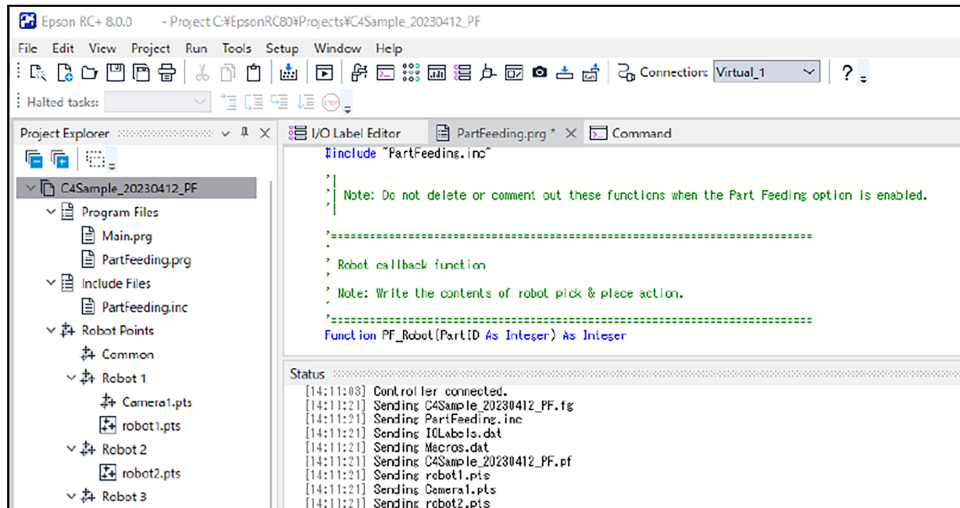 Epson RC+ 8.0.0 - Project C:¥EpsonRC80¥Projects¥C4Sample_20230412_PF
File Edit View Project Run Tools Setup Window Help
Connection: Virtual_1 ?
Halted tasks: STOP
Project Explorer
I/O Label Editor PartFeeding.prg * Command
C4Sample_20230412_PF
Program Files
Main.prg
PartFeeding.prg
Include Files
PartFeeding.inc
Robot Points
Common
Robot 1
Camera1.pts
robot1.pts
Robot 2
robot2.pts
Robot 3
#include "PartFeeding.inc"
'|
'| Note: Do not delete or comment out these functions when the Part Feeding option is enabled.
'|
'===========================================================================
'
' Robot callback function
'
' Note: Write the contents of robot pick & place action.
'
'===========================================================================
Function PF_Robot(PartID As Integer) As Integer
Status
[14:11:03] Controller connected.
[14:11:21] Sending C4Sample_20230412_PF.fg
[14:11:21] Sending PartFeeding.inc
[14:11:21] Sending IOLabels.dat
[14:11:21] Sending Macros.dat
[14:11:21] Sending C4Sample_20230412_PF.pf
[14:11:21] Sending robot1.pts
[14:11:21] Sending Camera1.pts
[14:11:21] Sending robot2.pts